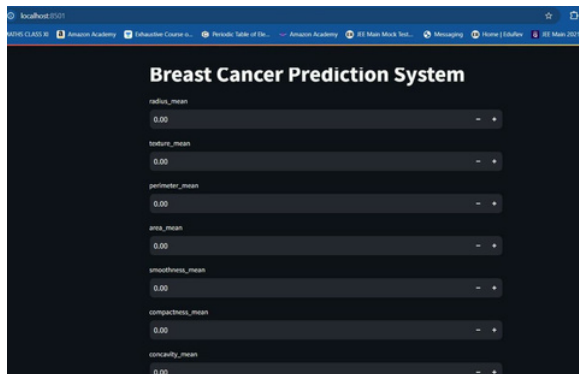 localhost:8501
MATHS CLASS XI Amazon Academy Exhaustive Course o... Periodic Table of Ele... Amazon Academy JEE Main Mock Test... Messaging Home | EduRev JEE Main 2021
Breast Cancer Prediction System
radius_mean
0.00
texture_mean
0.00
perimeter_mean
0.00
area_mean
0.00
smoothness_mean
0.00
compactness_mean
0.00
concavity_mean
0.00